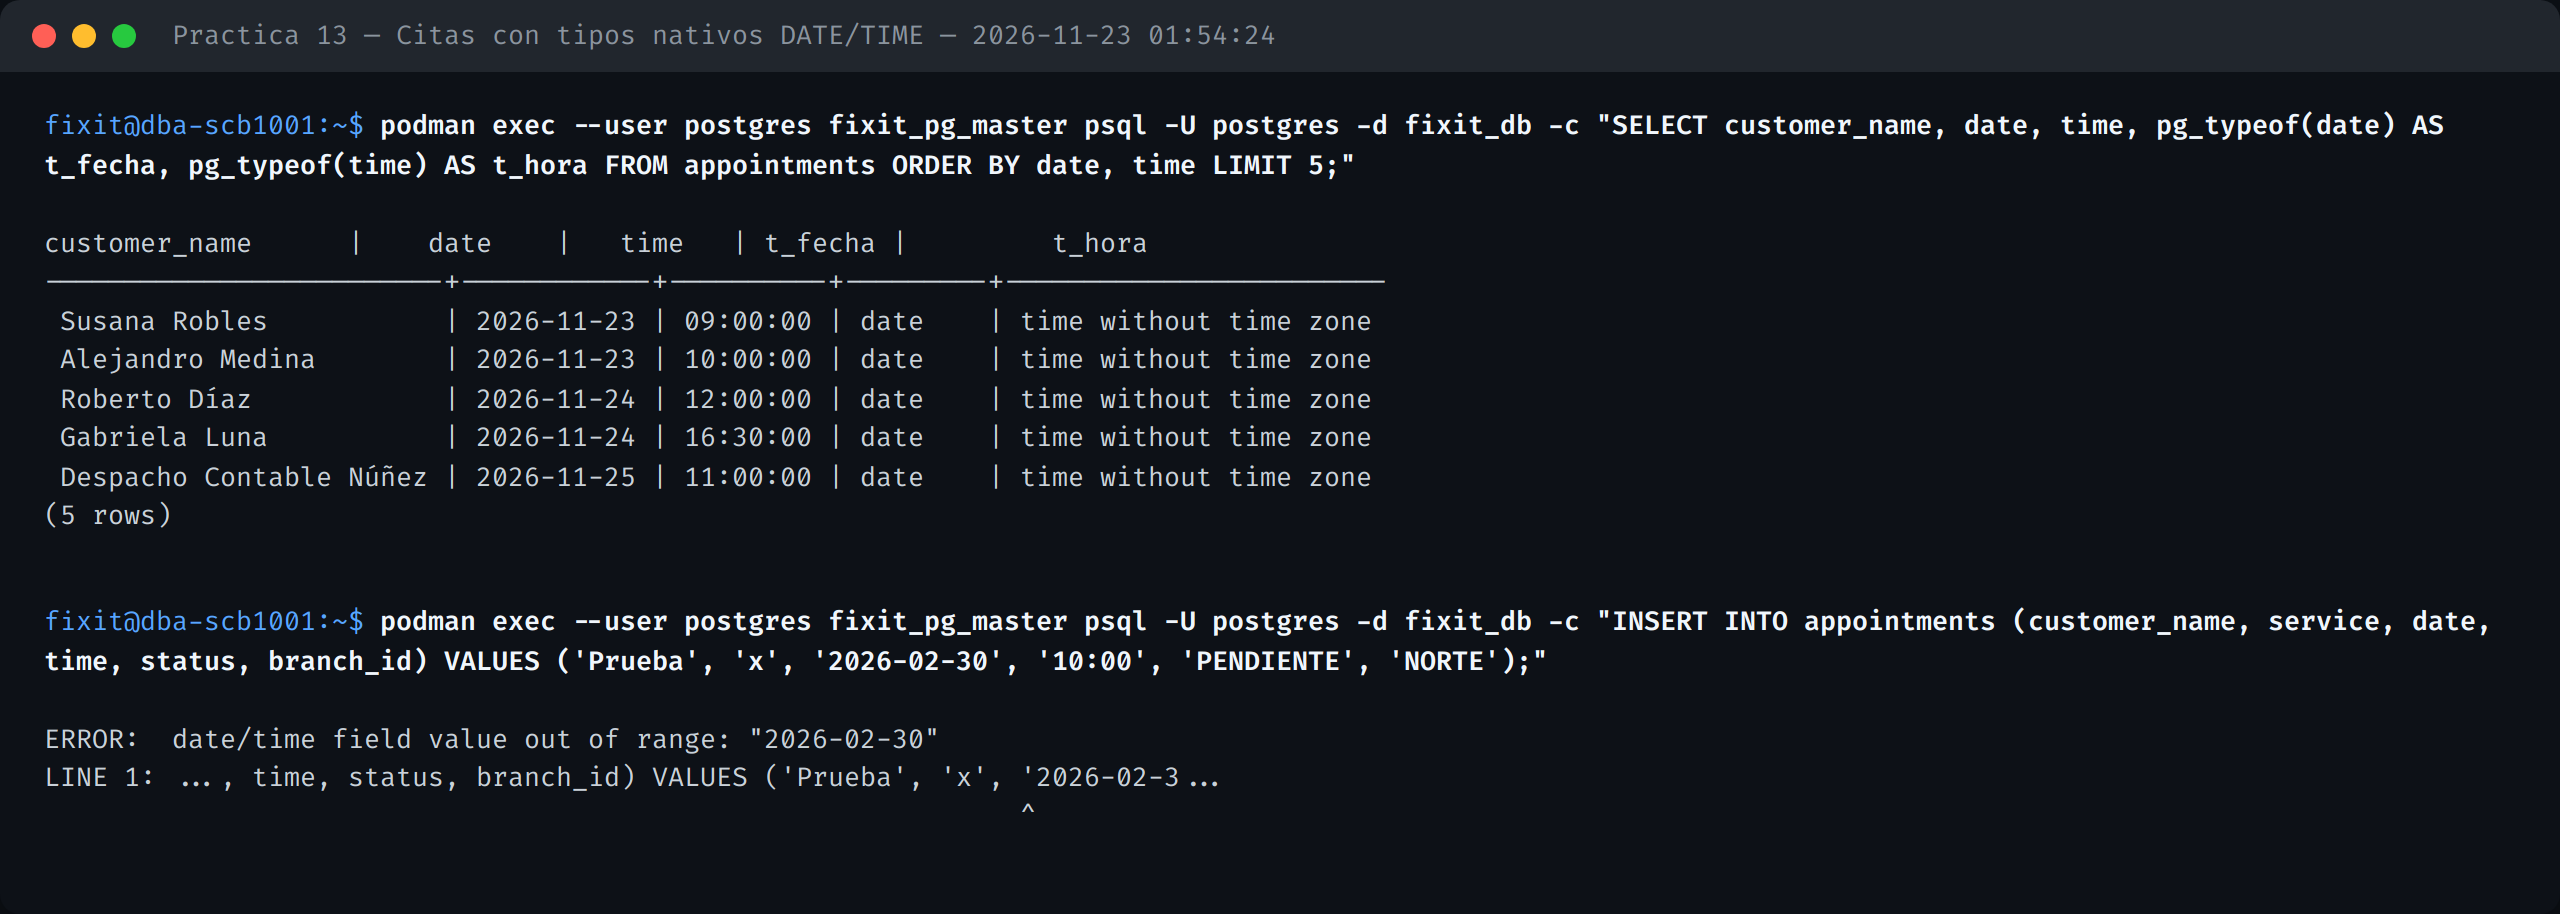 Practica 13 — Citas con tipos nativos DATE/TIME — 2026-11-23 01:54:24
fixit@dba-scb1001:~$ podman exec --user postgres fixit_pg_master psql -U postgres -d fixit_db -c "SELECT customer_name, date, time, pg_typeof(date) AS
t_fecha, pg_typeof(time) AS t_hora FROM appointments ORDER BY date, time LIMIT 5;"
customer_name      |    date    |   time   | t_fecha |         t_hora
-------------------------+------------+----------+---------+------------------------
 Susana Robles           | 2026-11-23 | 09:00:00 | date    | time without time zone
 Alejandro Medina        | 2026-11-23 | 10:00:00 | date    | time without time zone
 Roberto Díaz            | 2026-11-24 | 12:00:00 | date    | time without time zone
 Gabriela Luna           | 2026-11-24 | 16:30:00 | date    | time without time zone
 Despacho Contable Núñez | 2026-11-25 | 11:00:00 | date    | time without time zone
(5 rows)
fixit@dba-scb1001:~$ podman exec --user postgres fixit_pg_master psql -U postgres -d fixit_db -c "INSERT INTO appointments (customer_name, service, date,
time, status, branch_id) VALUES ('Prueba', 'x', '2026-02-30', '10:00', 'PENDIENTE', 'NORTE');"
ERROR:  date/time field value out of range: "2026-02-30"
LINE 1: ..., time, status, branch_id) VALUES ('Prueba', 'x', '2026-02-3...
                                                             ^